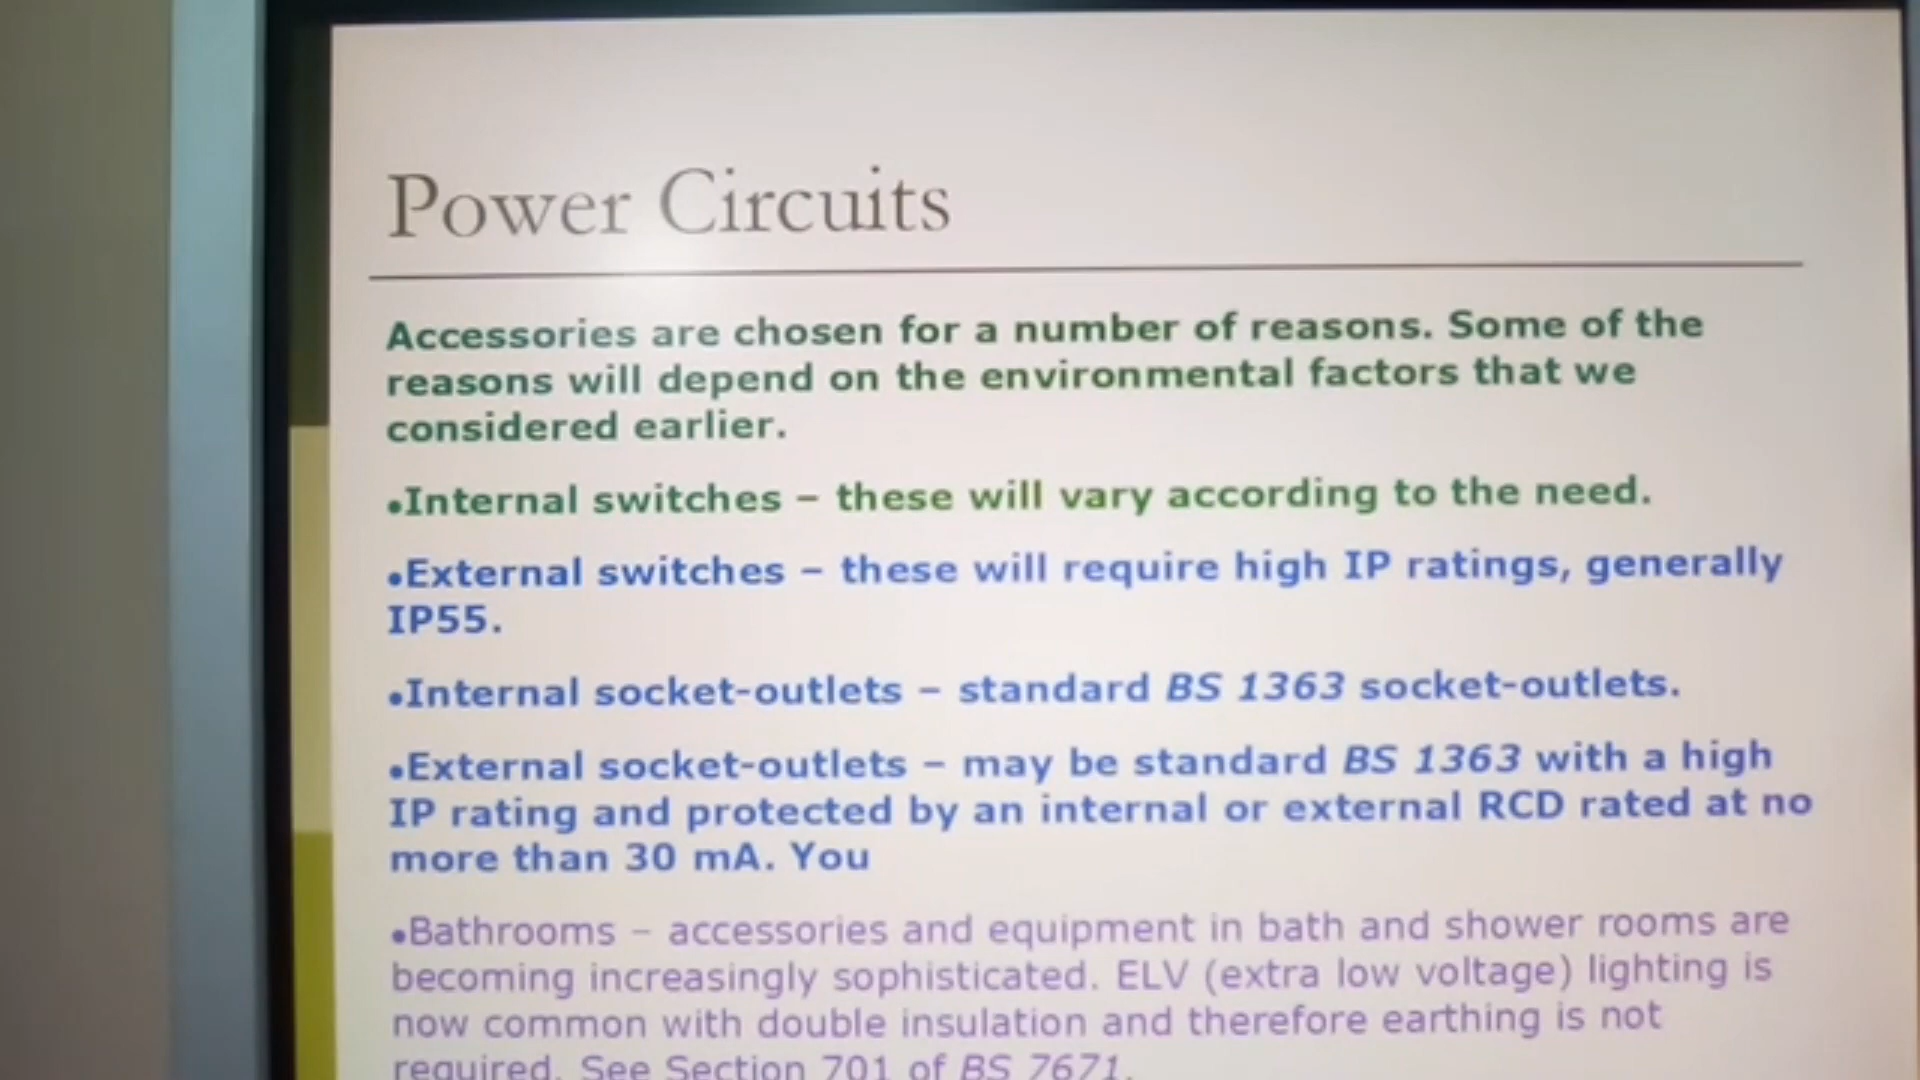 Power Circuits
Accessories are chosen for a number of reasons. Some of the
reasons will depend on the environmental factors that we
considered earlier.
•Internal switches – these will vary according to the need.
•External switches – these will require high IP ratings, generally
IP55.
•Internal socket-outlets – standard BS 1363 socket-outlets.
•External socket-outlets – may be standard BS 1363 with a high
IP rating and protected by an internal or external RCD rated at no
more than 30 mA. You
•Bathrooms – accessories and equipment in bath and shower rooms are
becoming increasingly sophisticated. ELV (extra low voltage) lighting is
now common with double insulation and therefore earthing is not
required. See Section 701 of BS 7671.